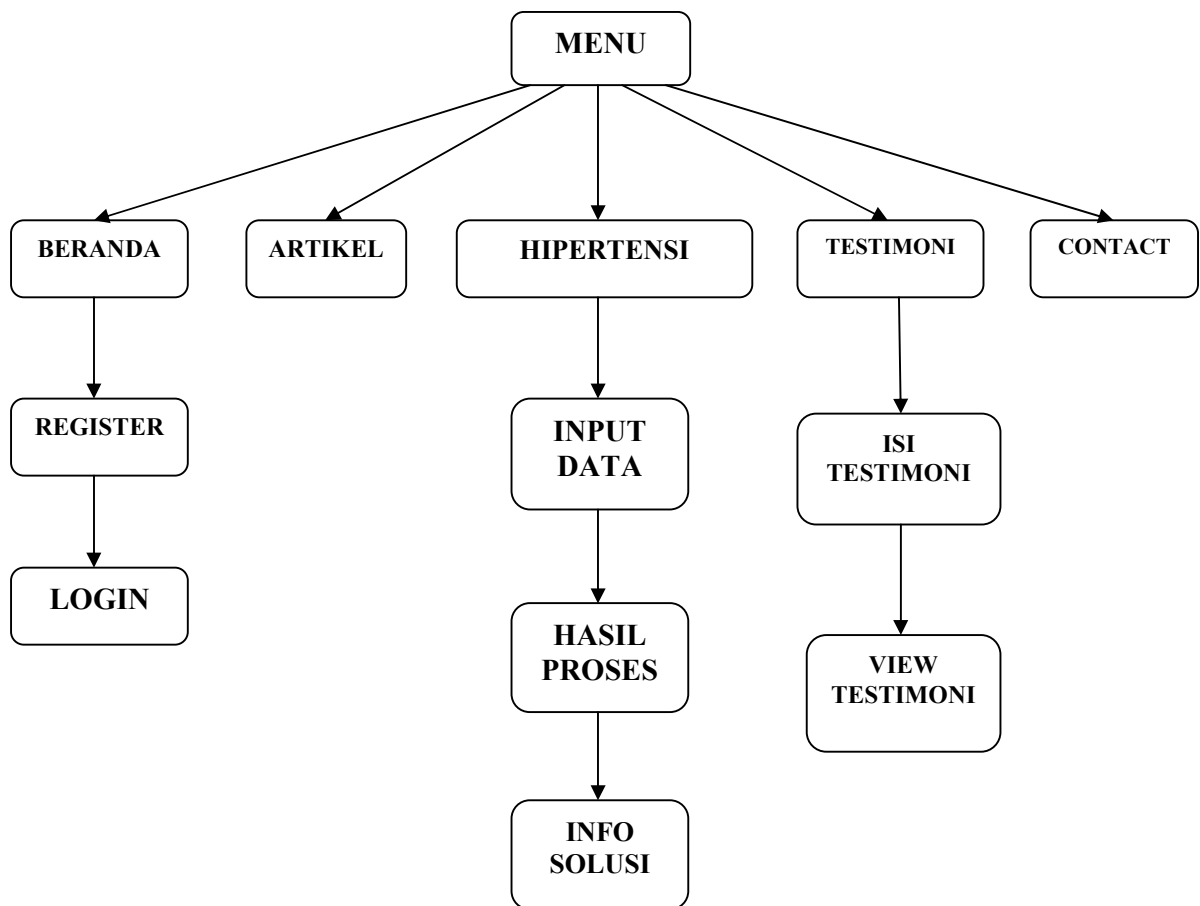 MENU
BERANDA
ARTIKEL
HIPERTENSI
TESTIMONI
CONTACT
REGISTER
INPUT
DATA
ISI
TESTIMONI
LOGIN
HASIL
PROSES
VIEW
TESTIMONI
INFO
SOLUSI